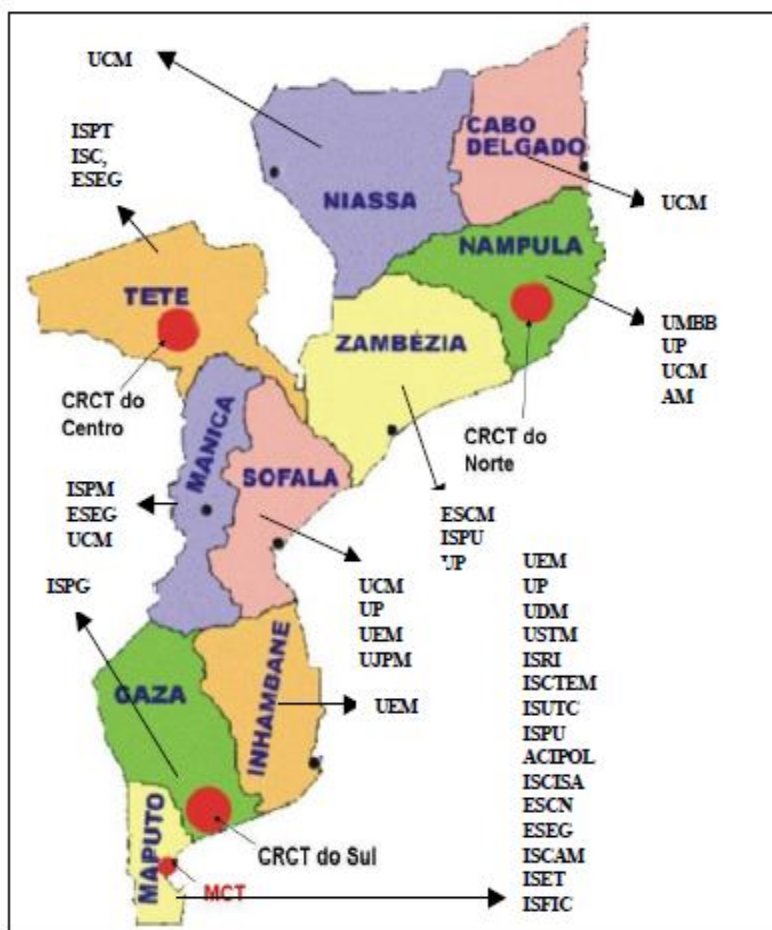 UCM
ISPT
ISC,
ESEG
CABO
DELGADO
NIASSA
UCM
NAMPULA
TETE
UMBB
UP
UCM
AM
ZAMBÉZIA
CRCT do
Centro
CRCT do
Norte
MANICA
SOFALA
ISPM
ESEG
UCM
ESCM
ISPU
UP
ISPG
UCM
UP
UEM
UJPM
UEM
UP
UDM
USTM
ISRI
ISCTEM
ISUTC
ISPU
ACIPOL
ISCISA
ESCN
ESEG
ISCAM
ISET
ISFIC
GAZA
INHAMBANE
UEM
MAPUTO
CRCT do Sul
MCT